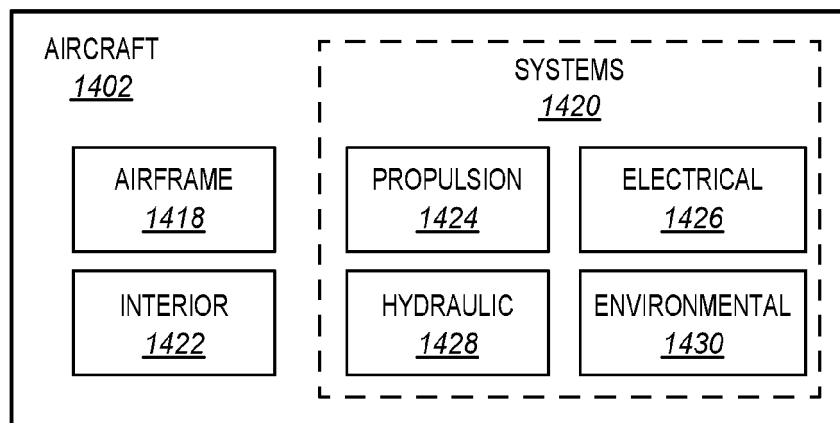 AIRCRAFT
1402
SYSTEMS
1420
AIRFRAME
1418
PROPULSION
1424
ELECTRICAL
1426
INTERIOR
1422
HYDRAULIC
1428
ENVIRONMENTAL
1430